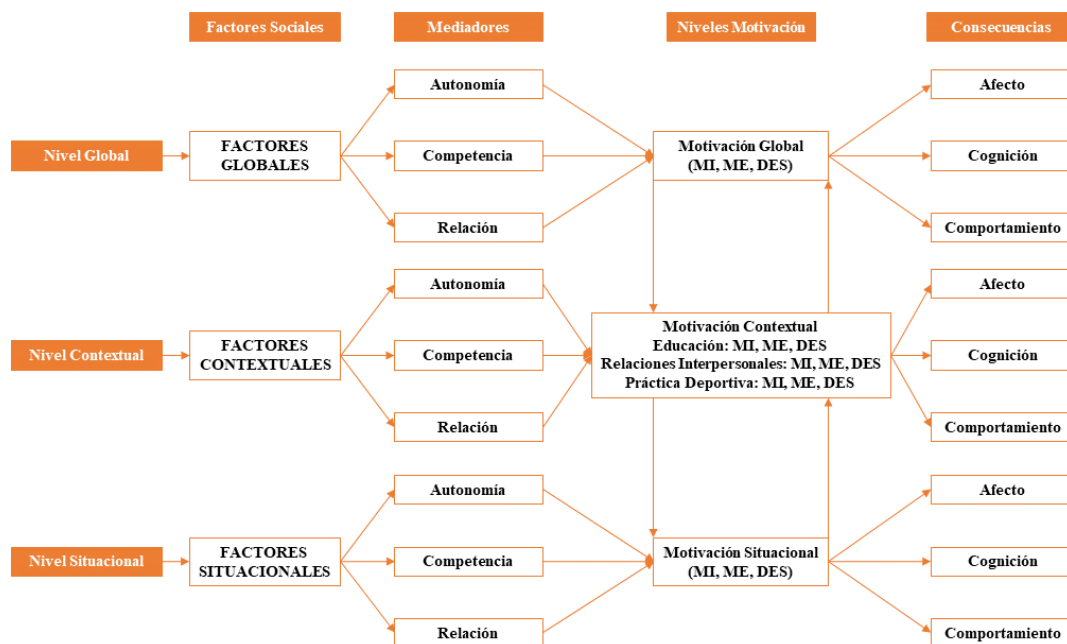 Factores Sociales
Mediadores
Niveles Motivación
Consecuencias
Nivel Global
FACTORES
GLOBALES
Autonomía
Competencia
Relación
Motivación Global
(MI, ME, DES)
Afecto
Cognición
Comportamiento
Nivel Contextual
FACTORES
CONTEXTUALES
Autonomía
Competencia
Relación
Motivación Contextual
Educación: MI, ME, DES
Relaciones Interpersonales: MI, ME, DES
Práctica Deportiva: MI, ME, DES
Afecto
Cognición
Comportamiento
Nivel Situacional
FACTORES
SITUACIONALES
Autonomía
Competencia
Relación
Motivación Situacional
(MI, ME, DES)
Afecto
Cognición
Comportamiento